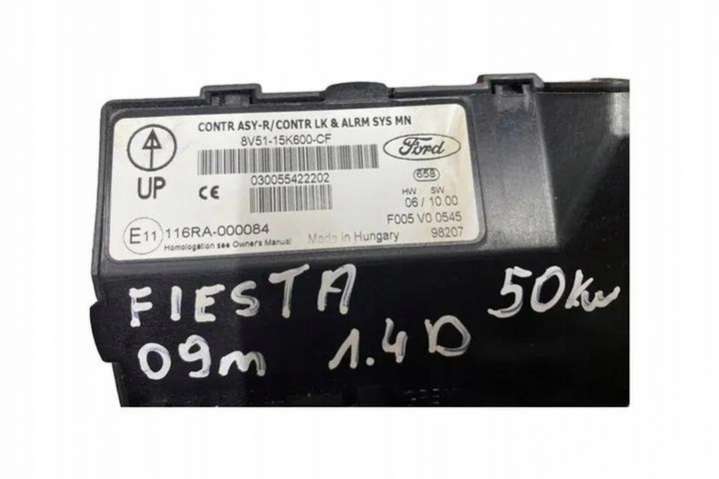 CONTR ASY-R/CONTR LK & ALRM SYS MN
8V51-15K600-CF
Ford
UP
CE
030055422202
658
HW SW
06 / 10.00
E11 116RA-000084
F005 V0 0545
Homologation see Owners Manual
Made in Hungary
98207
FIESTA 50kw
09m 1.4D